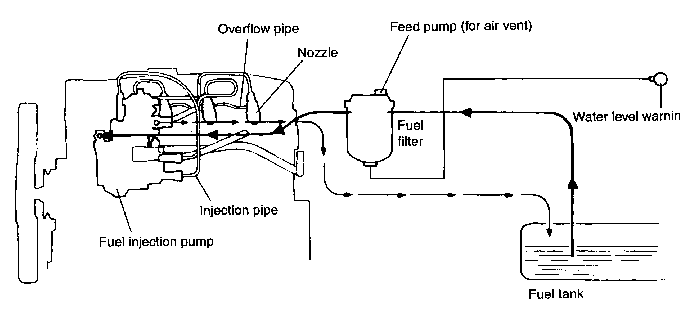 Overflow pipe
Feed pump (for air vent)
Nozzle
Water level warnin
Fuel
filter
Injection pipe
Fuel injection pump
Fuel tank